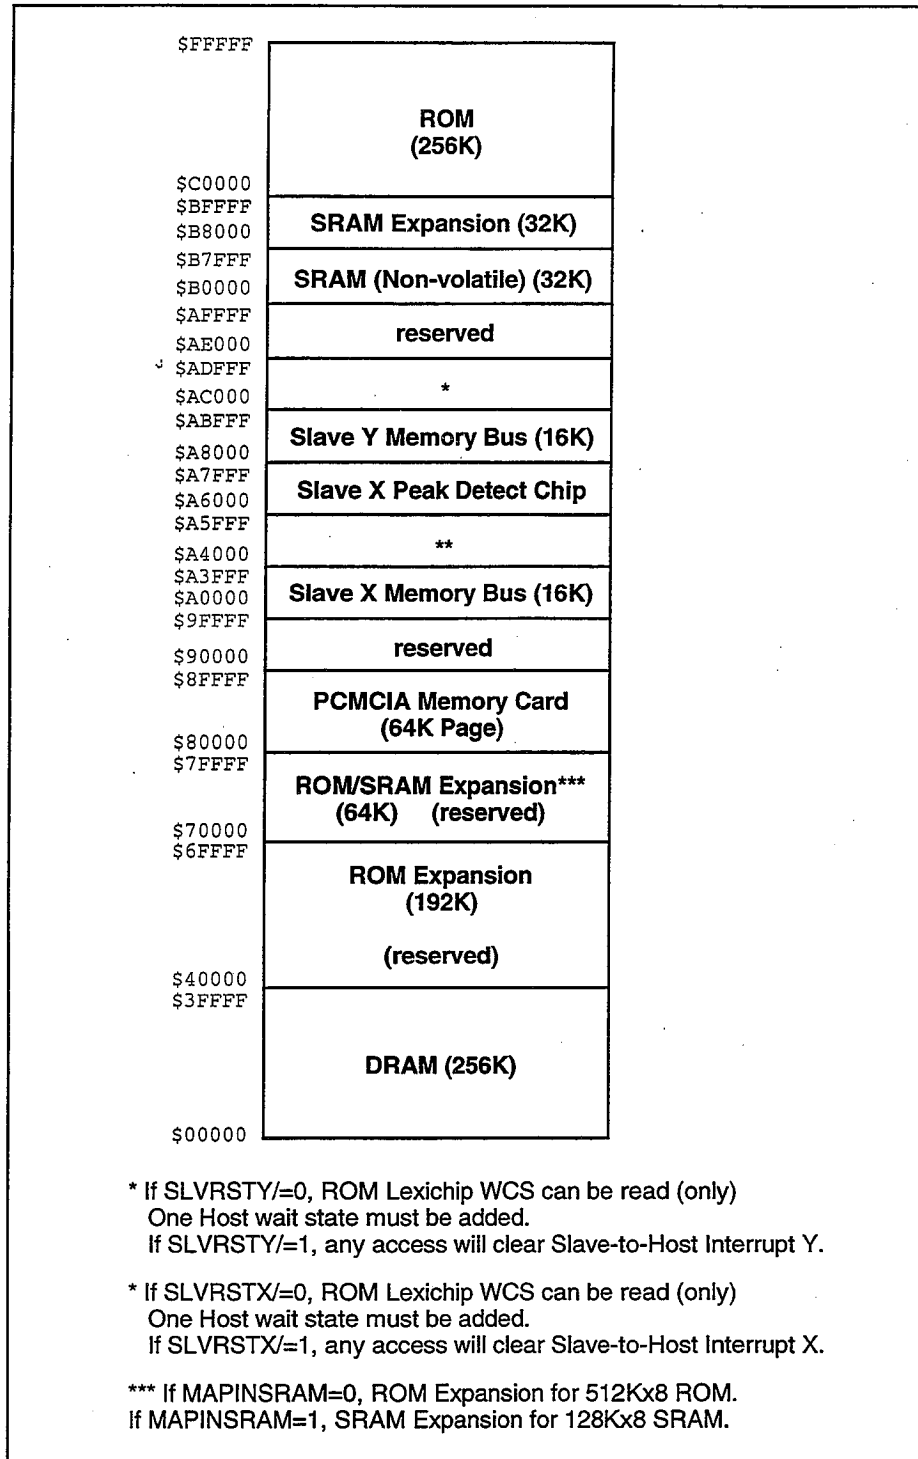 $FFFFF
ROM
(256K)
$C0000
$BFFFF
SRAM Expansion (32K)
$B8000
$B7FFF
SRAM (Non-volatile) (32K)
$B0000
$AFFFF
reserved
$AE000
$ADFFF
*
$AC000
$ABFFF
Slave Y Memory Bus (16K)
$A8000
$A7FFF
Slave X Peak Detect Chip
$A6000
$A5FFF
**
$A4000
$A3FFF
Slave X Memory Bus (16K)
$A0000
$9FFFF
reserved
$90000
$8FFFF
PCMCIA Memory Card
(64K Page)
$80000
$7FFFF
ROM/SRAM Expansion***
(64K) (reserved)
$70000
$6FFFF
ROM Expansion
(192K)
(reserved)
$40000
$3FFFF
DRAM (256K)
$00000
* If SLVRSTY/=0, ROM Lexichip WCS can be read (only)
One Host wait state must be added.
If SLVRSTY/=1, any access will clear Slave-to-Host Interrupt Y.
* If SLVRSTX/=0, ROM Lexichip WCS can be read (only)
One Host wait state must be added.
If SLVRSTX/=1, any access will clear Slave-to-Host Interrupt X.
*** If MAPINSRAM=0, ROM Expansion for 512Kx8 ROM.
If MAPINSRAM=1, SRAM Expansion for 128Kx8 SRAM.